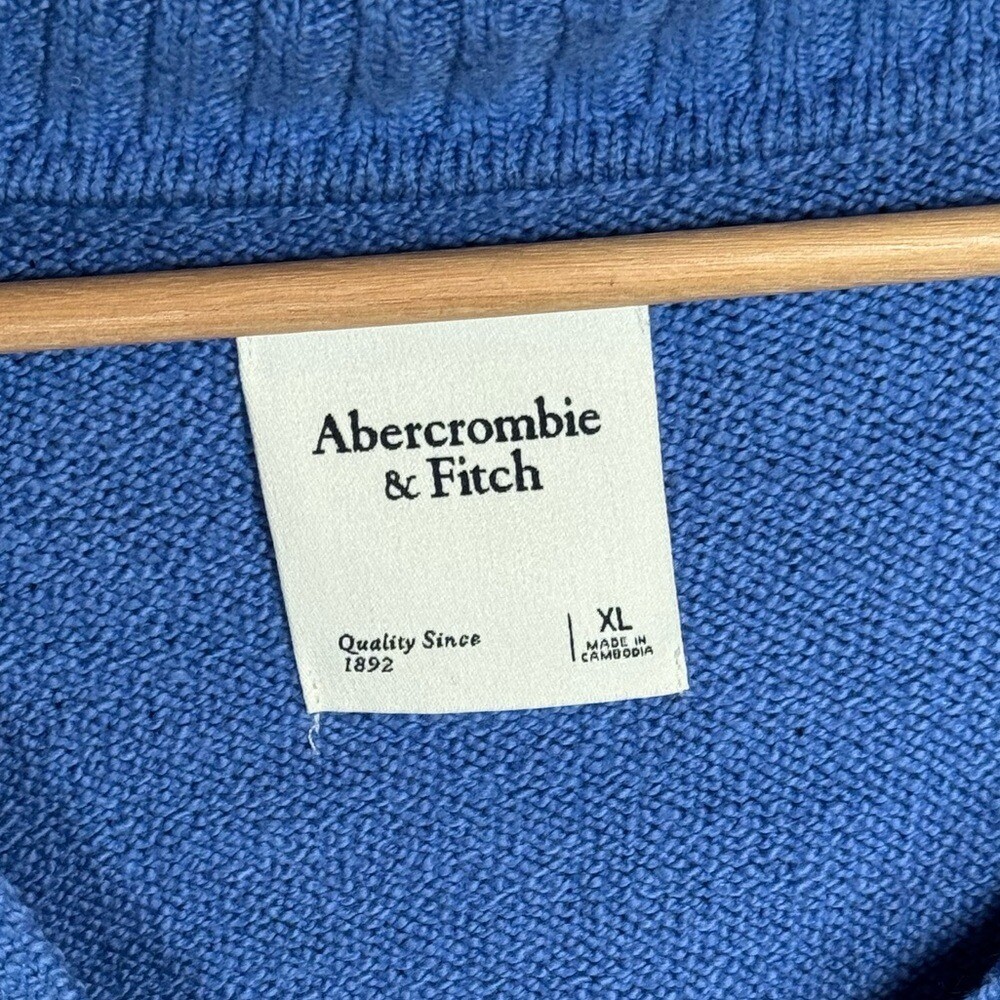 Abercrombie
& Fitch
Quality Since
1892
XL
MADE IN
CAMBODIA